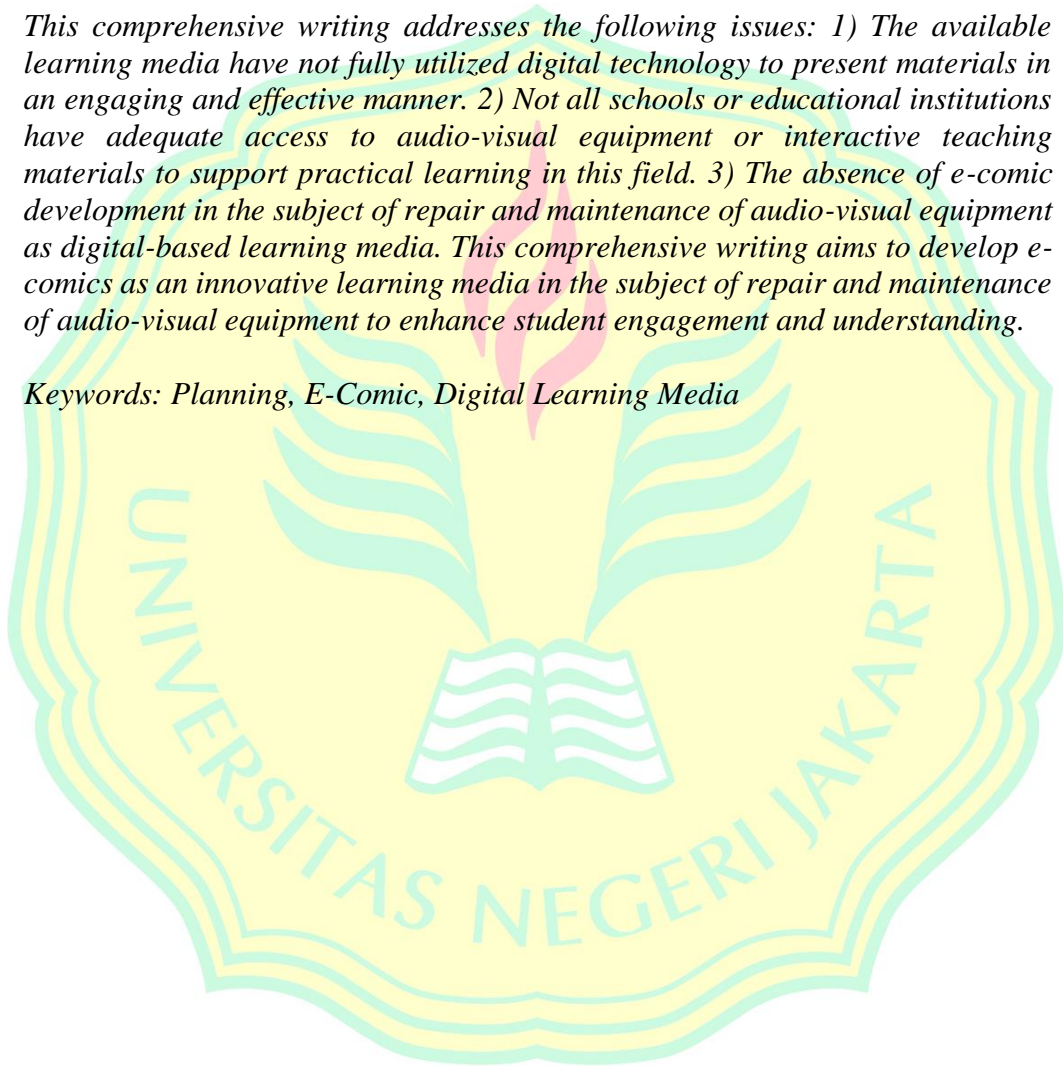 This comprehensive writing addresses the following issues: 1) The available
learning media have not fully utilized digital technology to present materials in
an engaging and effective manner. 2) Not all schools or educational institutions
have adequate access to audio-visual equipment or interactive teaching
materials to support practical learning in this field. 3) The absence of e-comic
development in the subject of repair and maintenance of audio-visual equipment
as digital-based learning media. This comprehensive writing aims to develop e-
comics as an innovative learning media in the subject of repair and maintenance
of audio-visual equipment to enhance student engagement and understanding.
Keywords: Planning, E-Comic, Digital Learning Media
UNIVERSITAS NEGERI JAKARTA